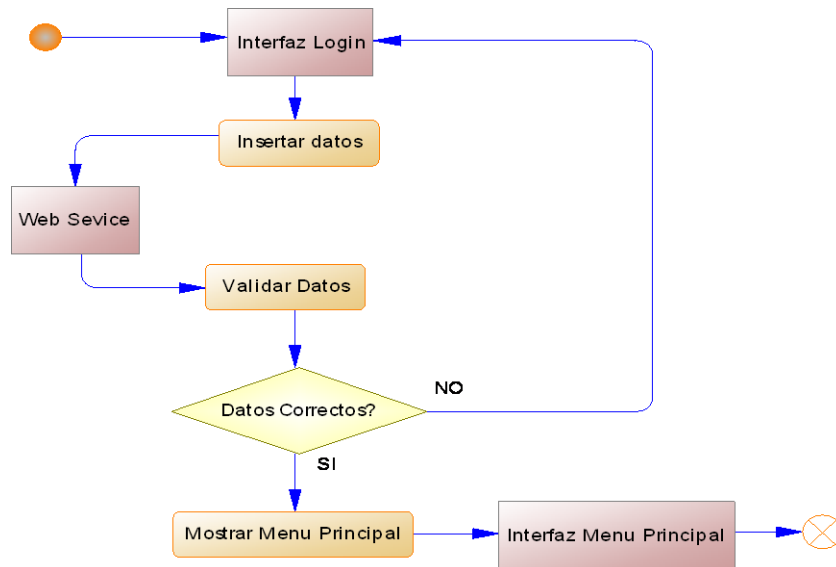 Interfaz Login
Insertar datos
Web Sevice
Validar Datos
Datos Correctos?
NO
SI
Mostrar Menu Principal
Interfaz Menu Principal